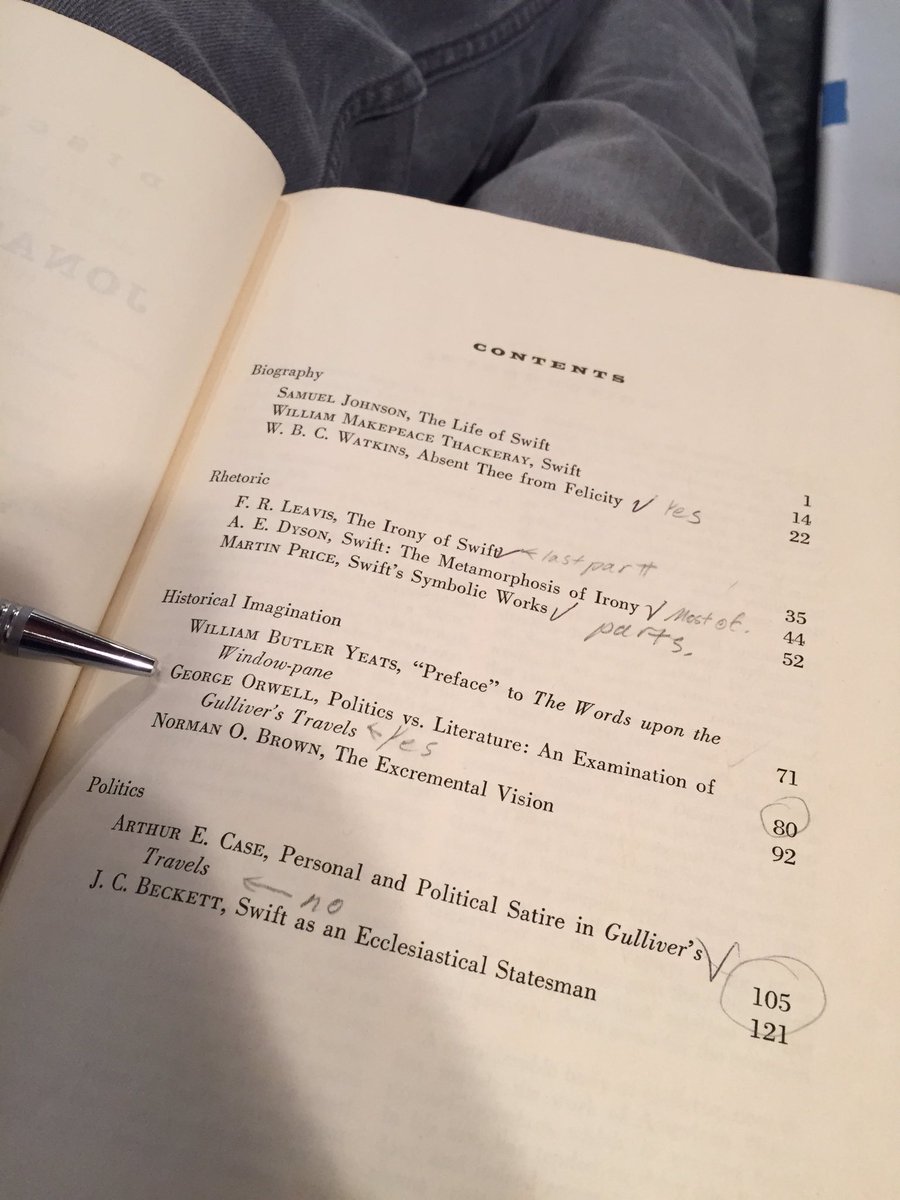 CONTENTS
Biography
SAMUEL JOHNSON, The Life of Swift 1
WILLIAM MAKEPEACE THACKERAY, Swift 14
W. B. C. WATKINS, Absent Thee from Felicity √ Yes 22
Rhetoric
F. R. LEAVIS, The Irony of Swift ← last part 35
A. E. DYSON, Swift: The Metamorphosis of Irony √ Most of. 44
MARTIN PRICE, Swift's Symbolic Works √ parts. 52
Historical Imagination
WILLIAM BUTLER YEATS, "Preface" to The Words upon the
Window-pane 71
GEORGE ORWELL, Politics vs. Literature: An Examination of
Gulliver's Travels ← Yes 80
NORMAN O. BROWN, The Excremental Vision 92
Politics
ARTHUR E. CASE, Personal and Political Satire in Gulliver's √
Travels ← no 105
J. C. BECKETT, Swift as an Ecclesiastical Statesman 121
JONA